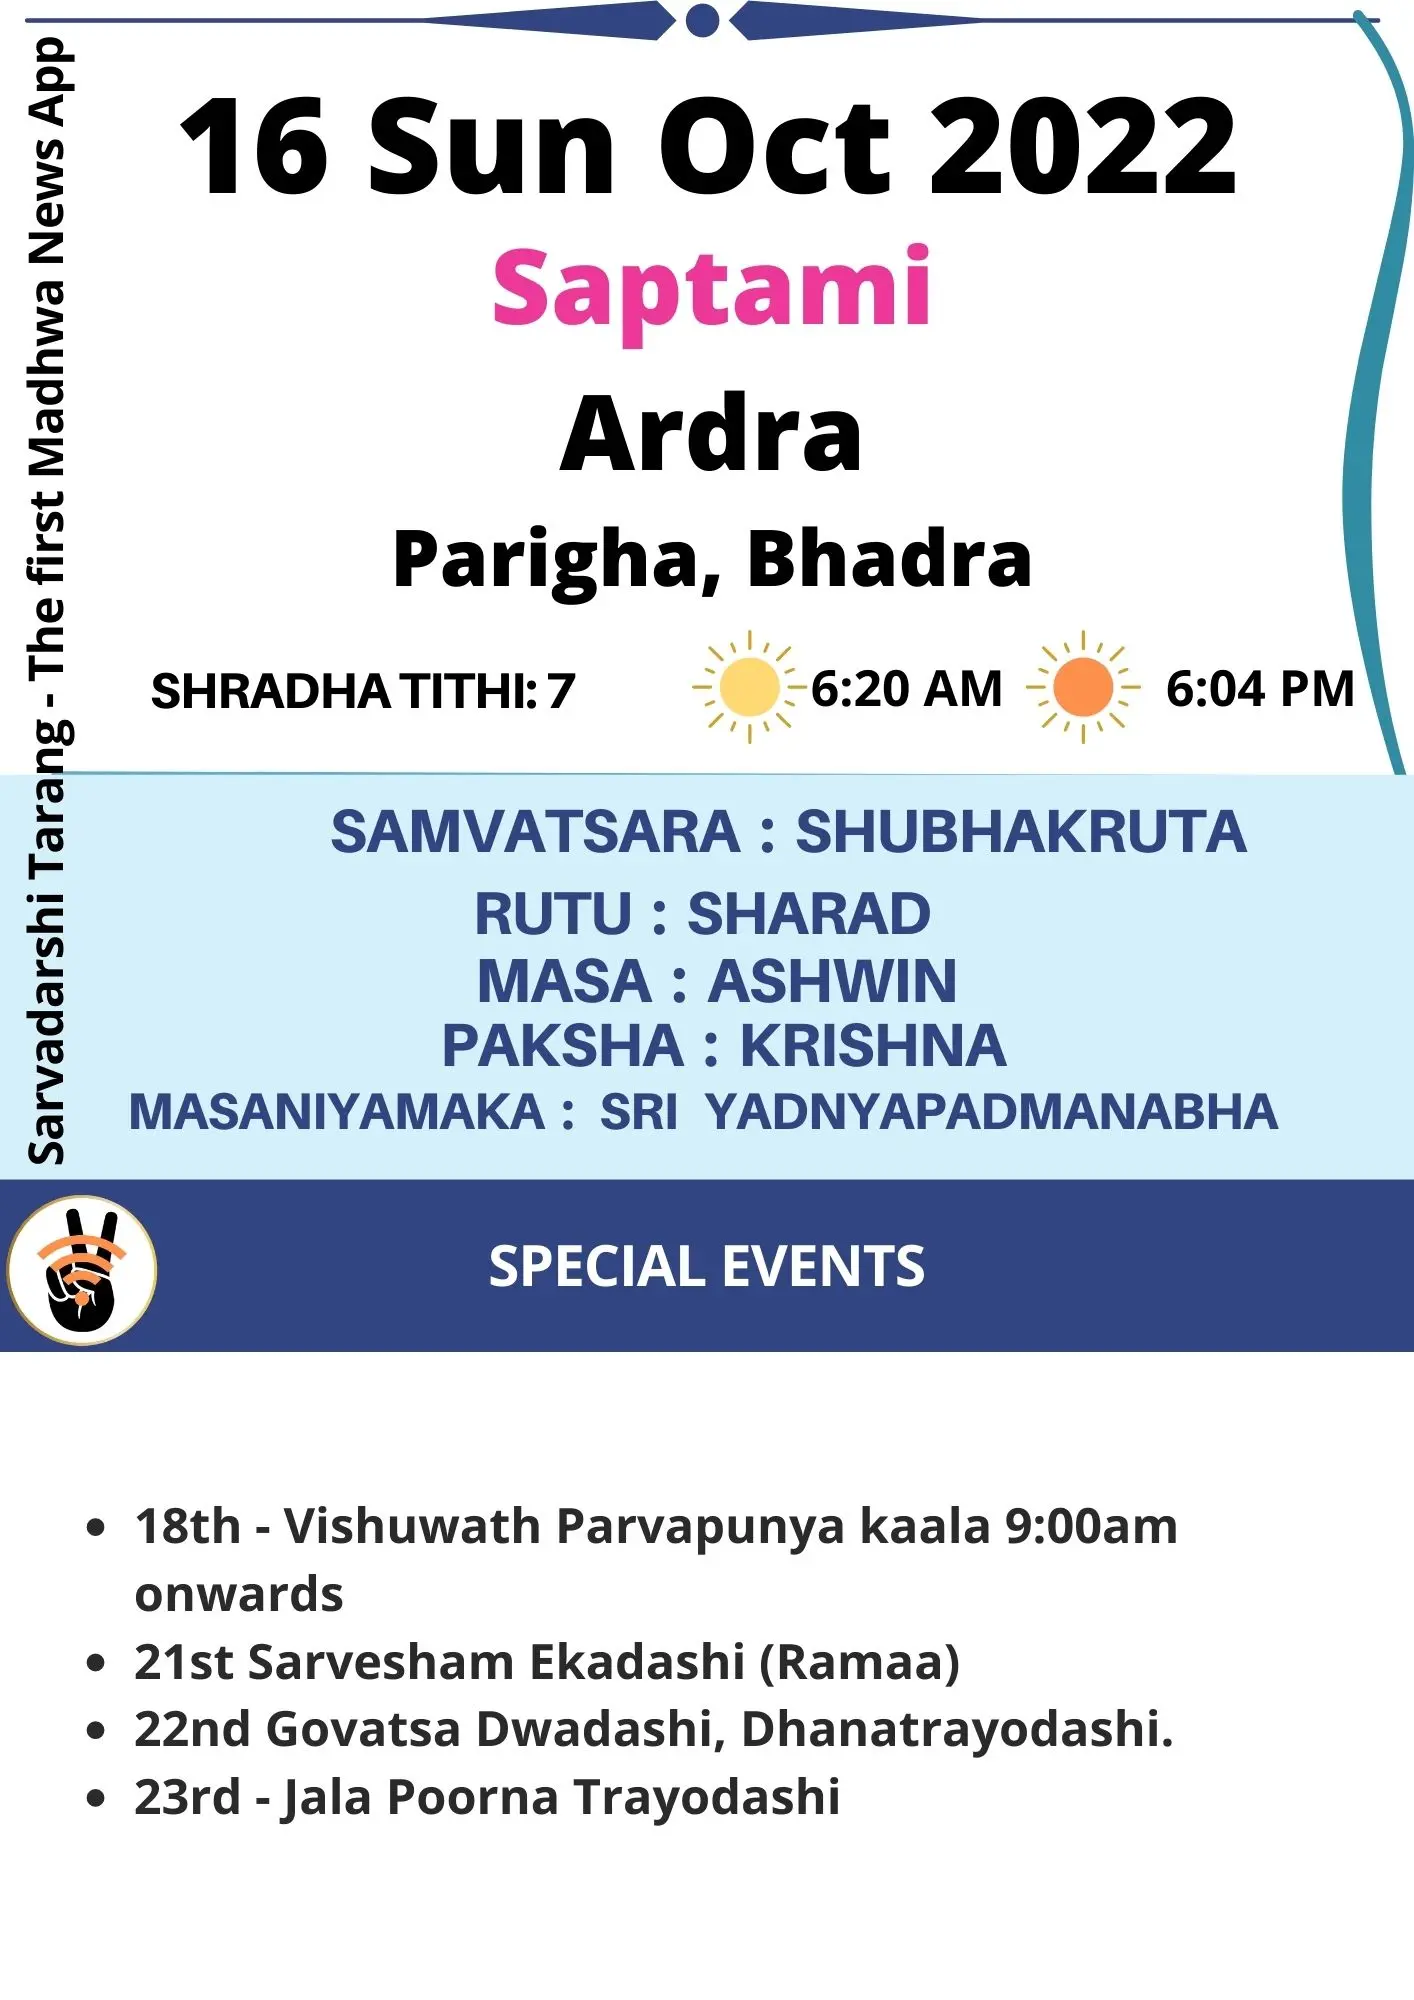 16 Sun Oct 2022
Saptami
Ardra
Parigha, Bhadra
SHRADHA TITHI: 7
6:20 AM
6:04 PM
Sarvadarshi Tarang - The first Madhwa News App
SAMVATSARA : SHUBHAKRUTA
RUTU : SHARAD
MASA : ASHWIN
PAKSHA : KRISHNA
MASANIYAMAKA : SRI YADNYAPADMANABHA
SPECIAL EVENTS
• 18th - Vishuwath Parvapunya kaala 9:00am
onwards
• 21st Sarvesham Ekadashi (Ramaa)
• 22nd Govatsa Dwadashi, Dhanatrayodashi.
• 23rd - Jala Poorna Trayodashi